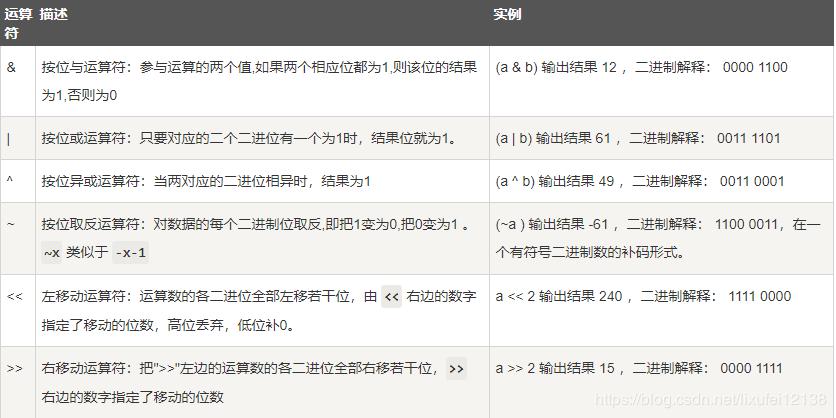 运算 描述 实例
符
& 按位与运算符：参与运算的两个值,如果两个相应位都为1,则该位的结果 (a & b) 输出结果 12 ，二进制解释： 0000 1100
为1,否则为0
| 按位或运算符：只要对应的二个二进位有一个为1时，结果位就为1。 (a | b) 输出结果 61 ，二进制解释： 0011 1101
^ 按位异或运算符：当两对应的二进位相异时，结果为1 (a ^ b) 输出结果 49 ，二进制解释： 0011 0001
~ 按位取反运算符：对数据的每个二进制位取反,即把1变为0,把0变为1 。 (~a ) 输出结果 -61 ，二进制解释： 1100 0011，在一
~x 类似于 -x-1 个有符号二进制数的补码形式。
<< 左移动运算符：运算数的各二进位全部左移若干位，由 << 右边的数字 a << 2 输出结果 240 ，二进制解释： 1111 0000
指定了移动的位数，高位丢弃，低位补0。
>> 右移动运算符：把">>"左边的运算数的各二进位全部右移若干位， >> a >> 2 输出结果 15 ，二进制解释： 0000 1111
右边的数字指定了移动的位数
https://blog.csdn.net/lixufei12138